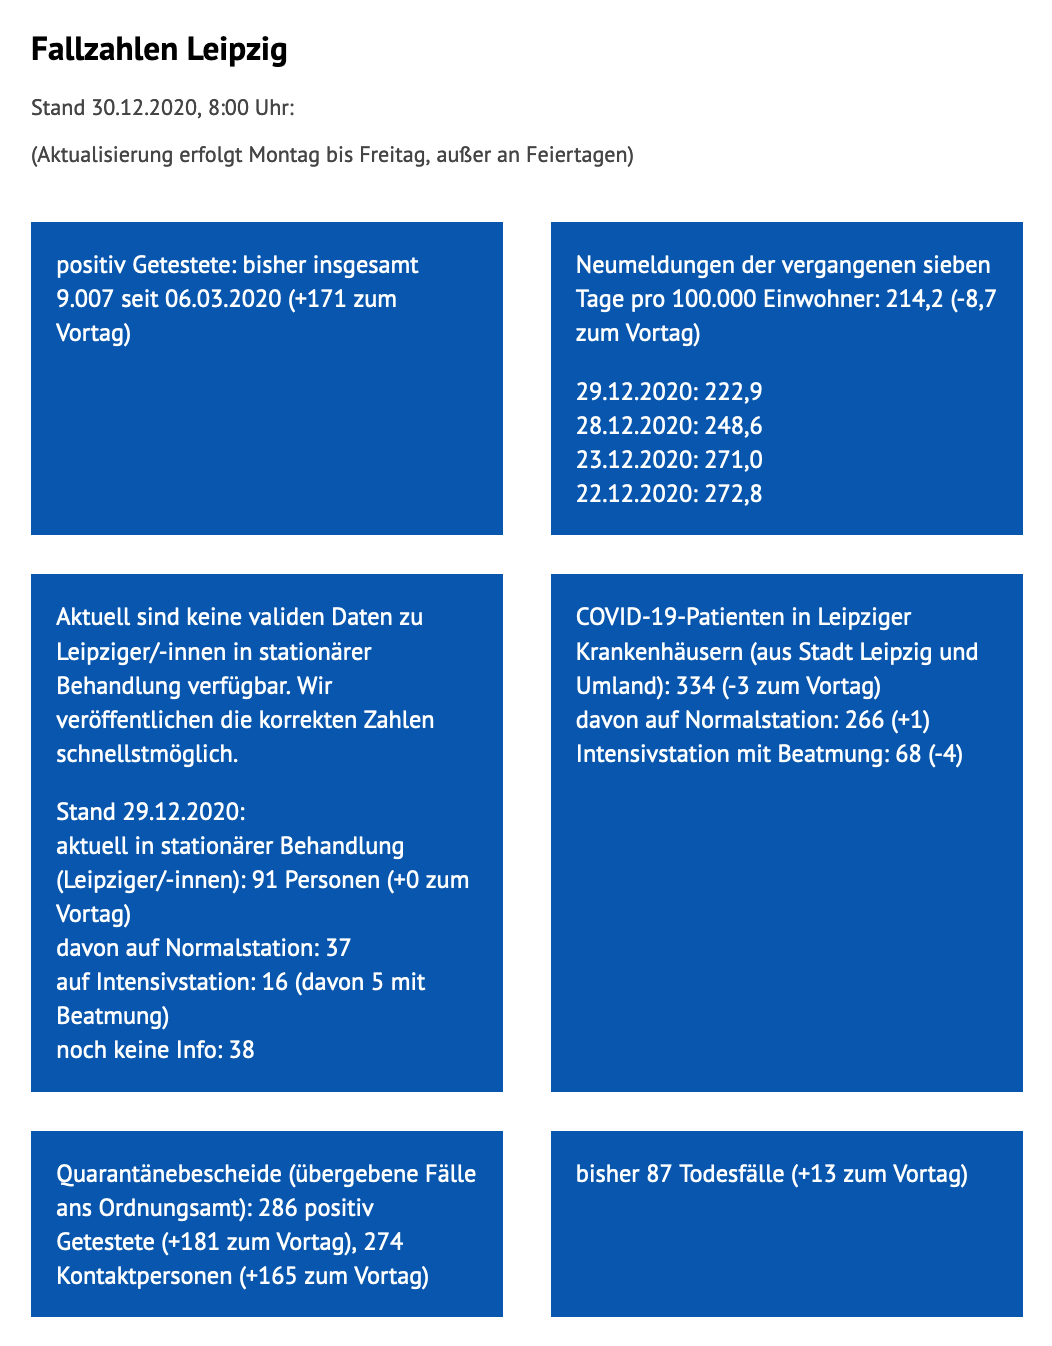 Fallzahlen Leipzig
Stand 30.12.2020, 8:00 Uhr:
(Aktualisierung erfolgt Montag bis Freitag, außer an Feiertagen)
positiv Getestete: bisher insgesamt
9.007 seit 06.03.2020 (+171 zum
Vortag)
Neumeldungen der vergangenen sieben
Tage pro 100.000 Einwohner: 214,2 (-8,7
zum Vortag)
29.12.2020: 222,9
28.12.2020: 248,6
23.12.2020: 271,0
22.12.2020: 272,8
Aktuell sind keine validen Daten zu
Leipziger/-innen in stationärer
Behandlung verfügbar. Wir
veröffentlichen die korrekten Zahlen
schnellstmöglich.
Stand 29.12.2020:
aktuell in stationärer Behandlung
(Leipziger/-innen): 91 Personen (+0 zum
Vortag)
davon auf Normalstation: 37
auf Intensivstation: 16 (davon 5 mit
Beatmung)
noch keine Info: 38
COVID-19-Patienten in Leipziger
Krankenhäusern (aus Stadt Leipzig und
Umland): 334 (-3 zum Vortag)
davon auf Normalstation: 266 (+1)
Intensivstation mit Beatmung: 68 (-4)
Quarantänebescheide (übergebene Fälle
ans Ordnungsamt): 286 positiv
Getestete (+181 zum Vortag), 274
Kontaktpersonen (+165 zum Vortag)
bisher 87 Todesfälle (+13 zum Vortag)